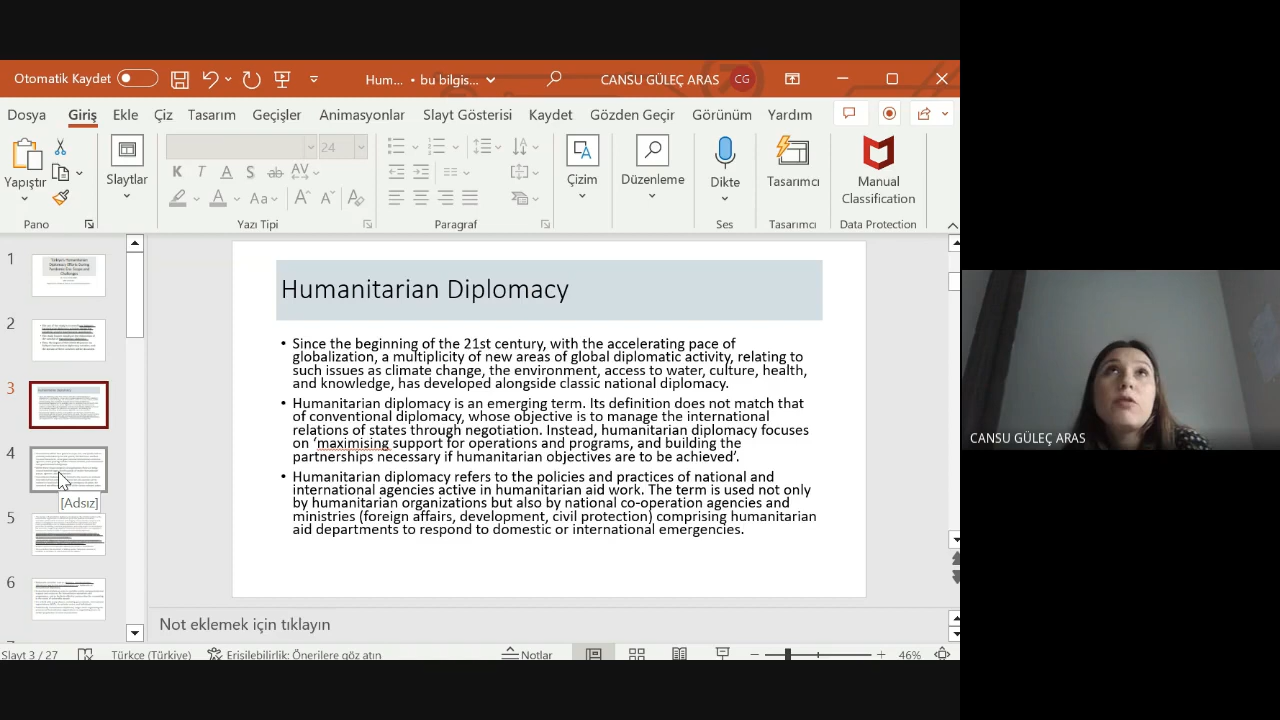 Otomatik Kaydet
Hum... • bu bilgis...
CANSU GÜLEÇ ARAS
CG
Dosya Giriş Ekle Çiz Tasarım Geçişler Animasyonlar Slayt Gösterisi Kaydet Gözden Geçir Görünüm Yardım
24
K T A S ab AV
A Aa A A A
Yapıştır
Slaytlar
Çizim
Düzenleme
Dikte
Tasarımcı
Manual
Classification
Pano
Yazı Tipi
Paragraf
Ses
Tasarımcı
Data Protection
1
2
3
4
[Adsız]
5
6
Humanitarian Diplomacy
• Since the beginning of the 21st century, with the accelerating pace of
globalization, a multiplicity of new areas of global diplomatic activity, relating to
such issues as climate change, the environment, access to water, culture, health,
and knowledge, has developed alongside classic national diplomacy.
• Humanitarian diplomacy is an emerging term. Its definition does not match that
of conventional diplomacy, whose objective is to manage the international
relations of states through negotiation. Instead, humanitarian diplomacy focuses
on ‘maximising support for operations and programs, and building the
partnerships necessary if humanitarian objectives are to be achieved’.
• Humanitarian diplomacy refers to the policies and practices of national and
international agencies active in humanitarian aid work. The term is used not only
by humanitarian organizations but also by national co-operation agencies and
ministries (foreign affairs, development, civil protection) comprising humanitarian
aid departments to respond to domestic or international emergencies.
Not eklemek için tıklayın
Slayt 3 / 27
Türkçe (Türkiye)
Erişilebilirlik: Önerilere göz atın
Notlar
46%
CANSU GÜLEÇ ARAS